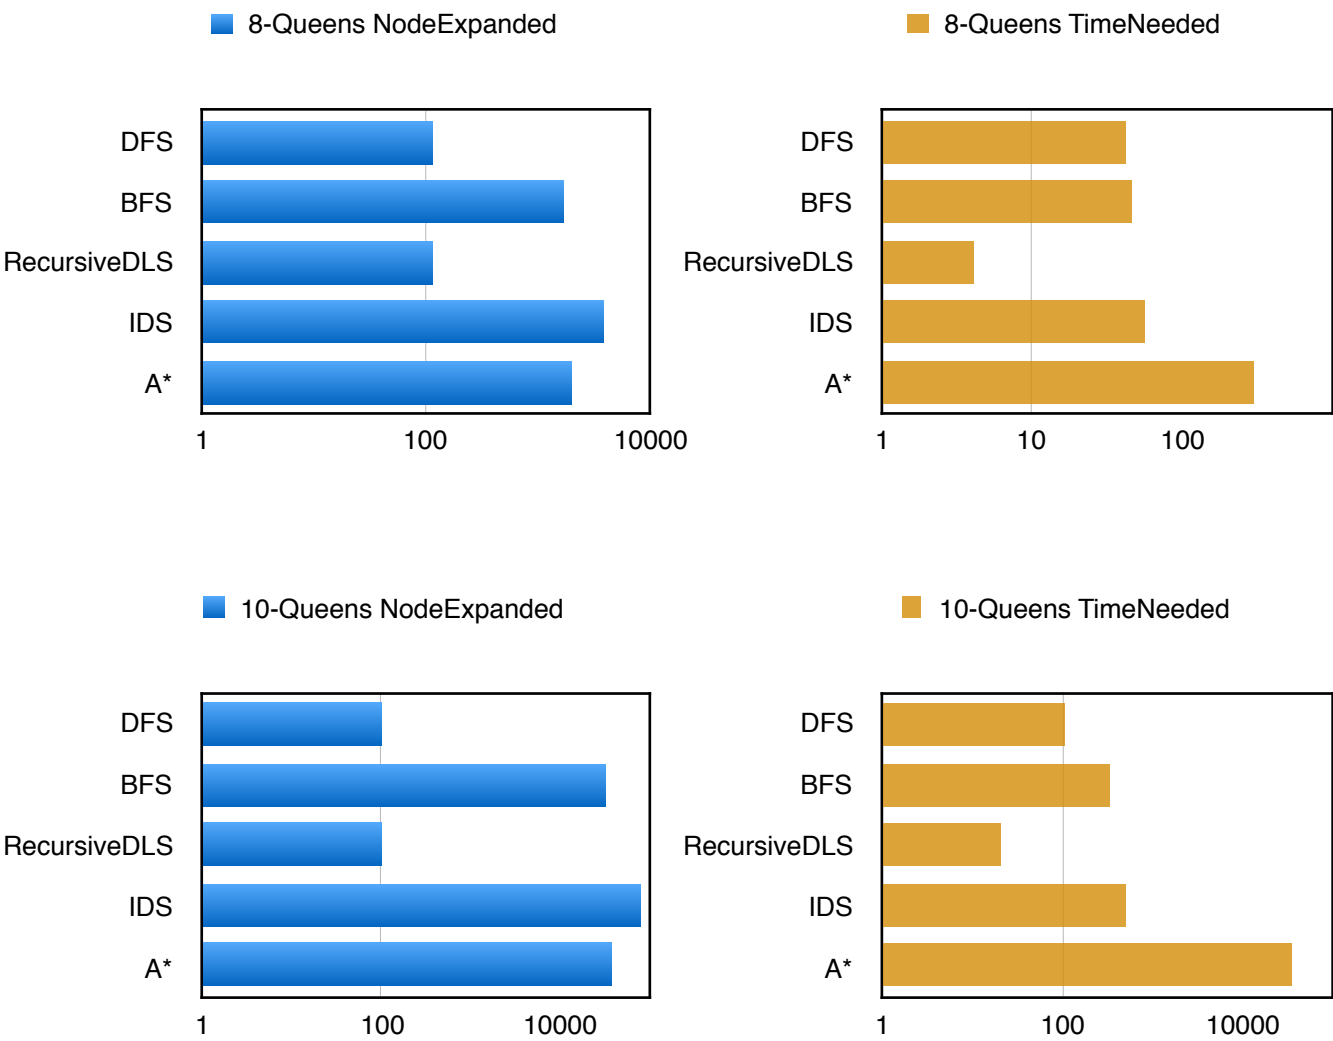 8-Queens NodeExpanded
DFS
BFS
RecursiveDLS
IDS
A*
1 100 10000
8-Queens TimeNeeded
DFS
BFS
RecursiveDLS
IDS
A*
1 10 100
10-Queens NodeExpanded
DFS
BFS
RecursiveDLS
IDS
A*
1 100 10000
10-Queens TimeNeeded
DFS
BFS
RecursiveDLS
IDS
A*
1 100 10000